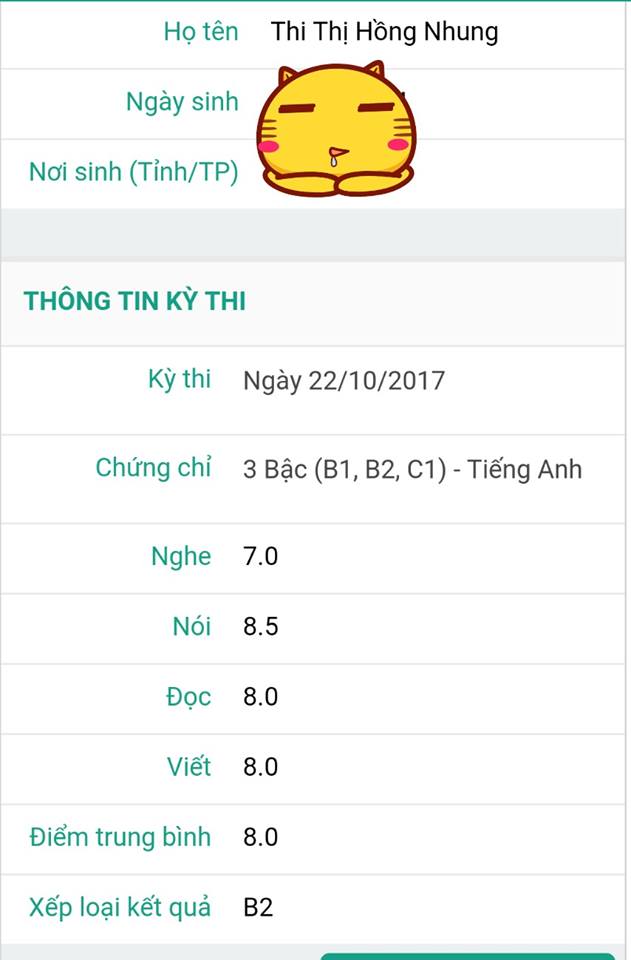 Họ tên Thi Thị Hồng Nhung
Ngày sinh
Nơi sinh (Tỉnh/TP)
THÔNG TIN KỲ THI
Kỳ thi Ngày 22/10/2017
Chứng chỉ 3 Bậc (B1, B2, C1) - Tiếng Anh
Nghe 7.0
Nói 8.5
Đọc 8.0
Viết 8.0
Điểm trung bình 8.0
Xếp loại kết quả B2